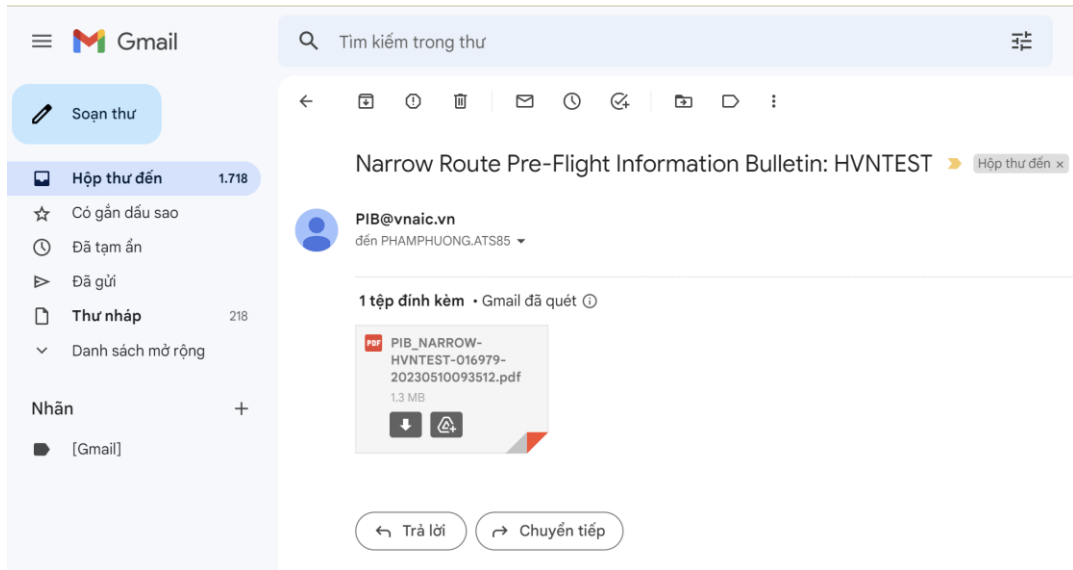 Gmail
Tìm kiếm trong thư
Soạn thư
Hộp thư đến 1.718
Có gắn dấu sao
Đã tạm ẩn
Đã gửi
Thư nháp 218
Danh sách mở rộng
Nhãn
[Gmail]
Narrow Route Pre-Flight Information Bulletin: HVNTEST Hộp thư đến ×
PIB@vnaic.vn
đến PHAMPHUONG.ATS85
1 tệp đính kèm • Gmail đã quét
PDF PIB_NARROW-
HVNTEST-016979-
20230510093512.pdf
1.3 MB
Trả lời Chuyển tiếp